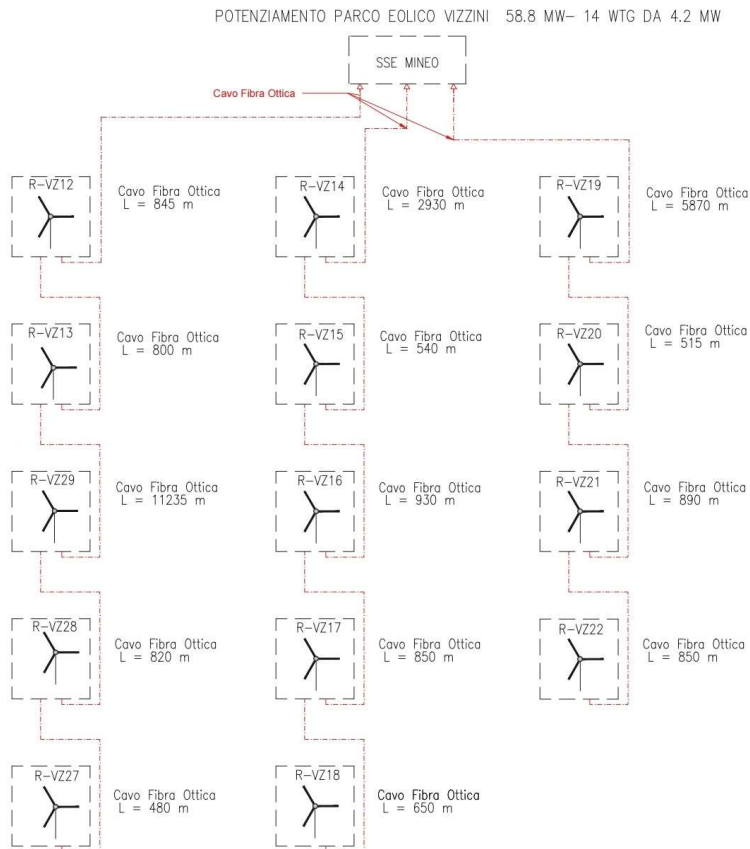 POTENZIAMENTO PARCO EOLICO VIZZINI 58.8 MW– 14 WTG DA 4.2 MW
SSE MINEO
Cavo Fibra Ottica
R–VZ12
Cavo Fibra Ottica
L = 845 m
R–VZ14
Cavo Fibra Ottica
L = 2930 m
R–VZ19
Cavo Fibra Ottica
L = 5870 m
R–VZ13
Cavo Fibra Ottica
L = 800 m
R–VZ15
Cavo Fibra Ottica
L = 540 m
R–VZ20
Cavo Fibra Ottica
L = 515 m
R–VZ29
Cavo Fibra Ottica
L = 11235 m
R–VZ16
Cavo Fibra Ottica
L = 930 m
R–VZ21
Cavo Fibra Ottica
L = 890 m
R–VZ28
Cavo Fibra Ottica
L = 820 m
R–VZ17
Cavo Fibra Ottica
L = 850 m
R–VZ22
Cavo Fibra Ottica
L = 850 m
R–VZ27
Cavo Fibra Ottica
L = 480 m
R–VZ18
Cavo Fibra Ottica
L = 650 m